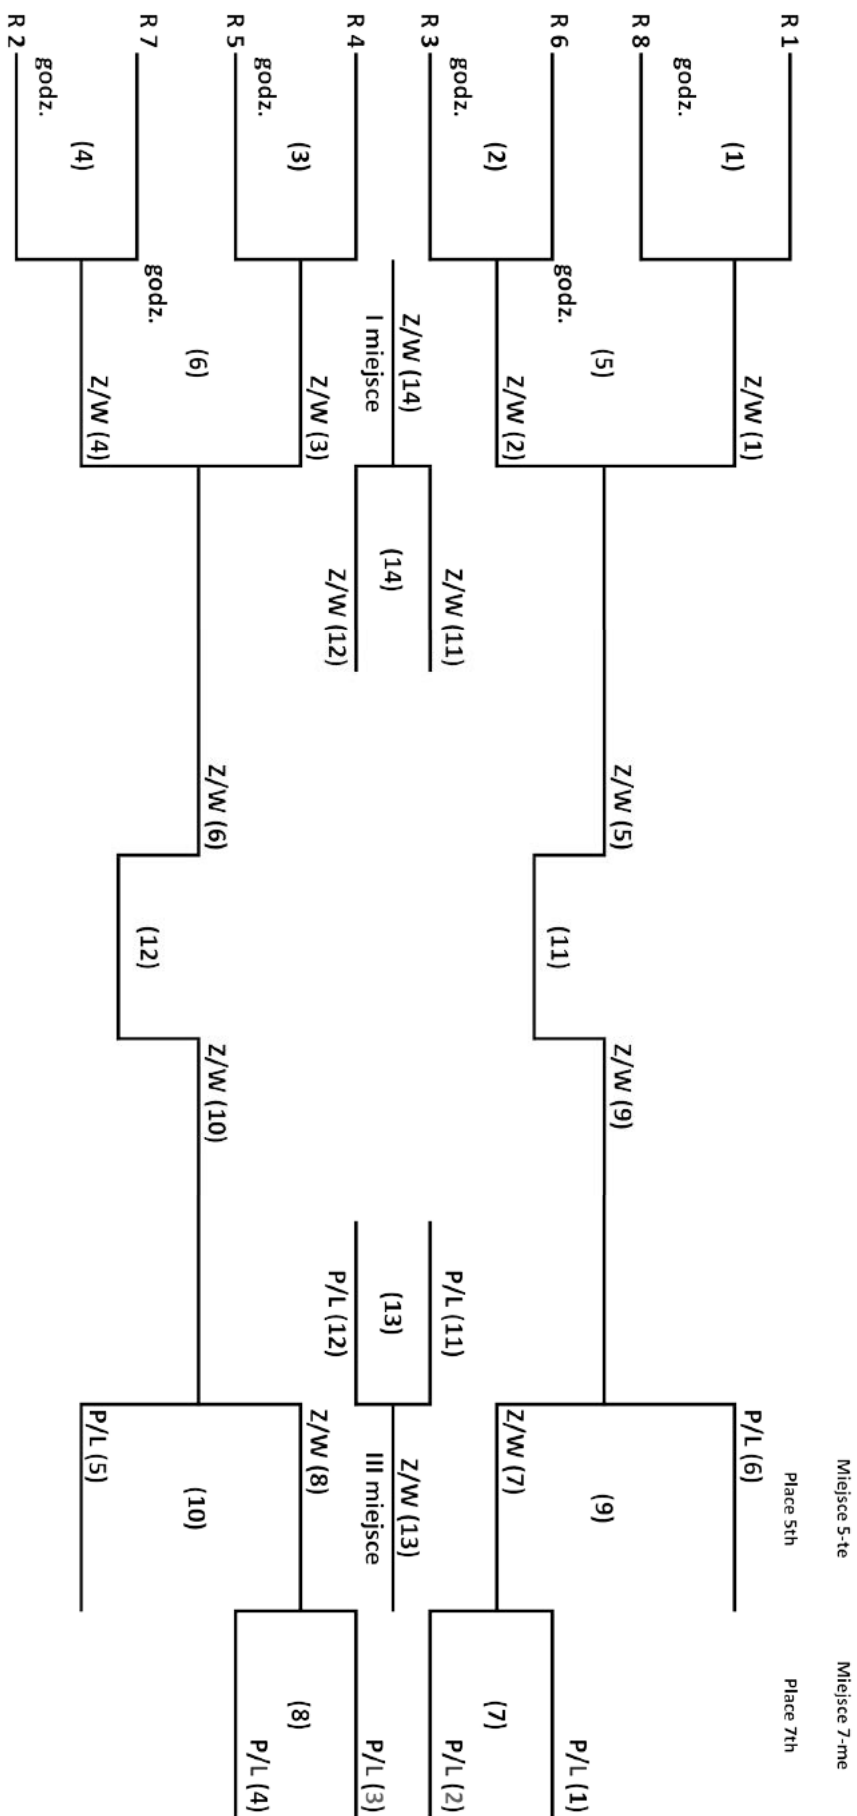 Miejsce 5-te
Miejsce 7-me
R 1
Place 5th
Place 7th
Z/W (1)
P/L (6)
(1)
godz.
R 8
Z/W (5)
Z/W (9)
(5)
(9)
P/L (1)
godz.
R 6
(11)
Z/W (2)
Z/W (7)
(2)
(7)
godz.
Z/W (11)
P/L (11)
P/L (2)
R 3
Z/W (14)
Z/W (13)
(14)
(13)
I miejsce
III miejsce
P/L (3)
R 4
Z/W (12)
P/L (12)
Z/W (3)
Z/W (8)
(3)
(8)
godz.
P/L (4)
R 5
Z/W (6)
Z/W (10)
(6)
(10)
godz.
R 7
(12)
Z/W (4)
P/L (5)
(4)
godz.
R 2